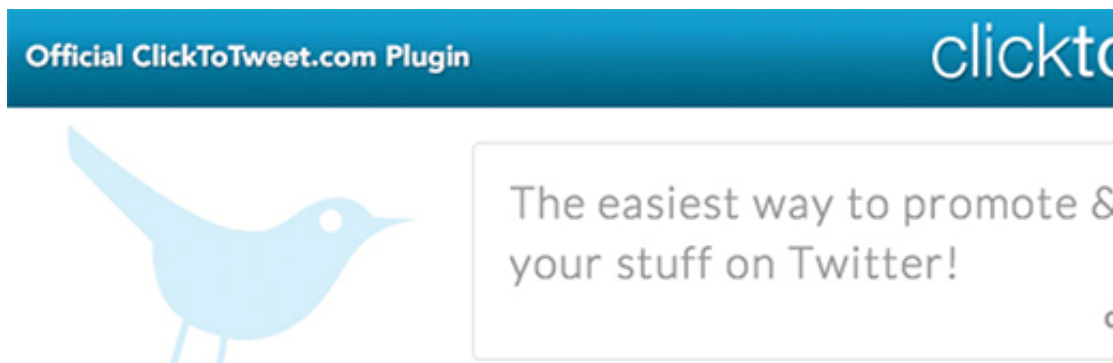 Official ClickToTweet.com Plugin
clickto
The easiest way to promote &
your stuff on Twitter!